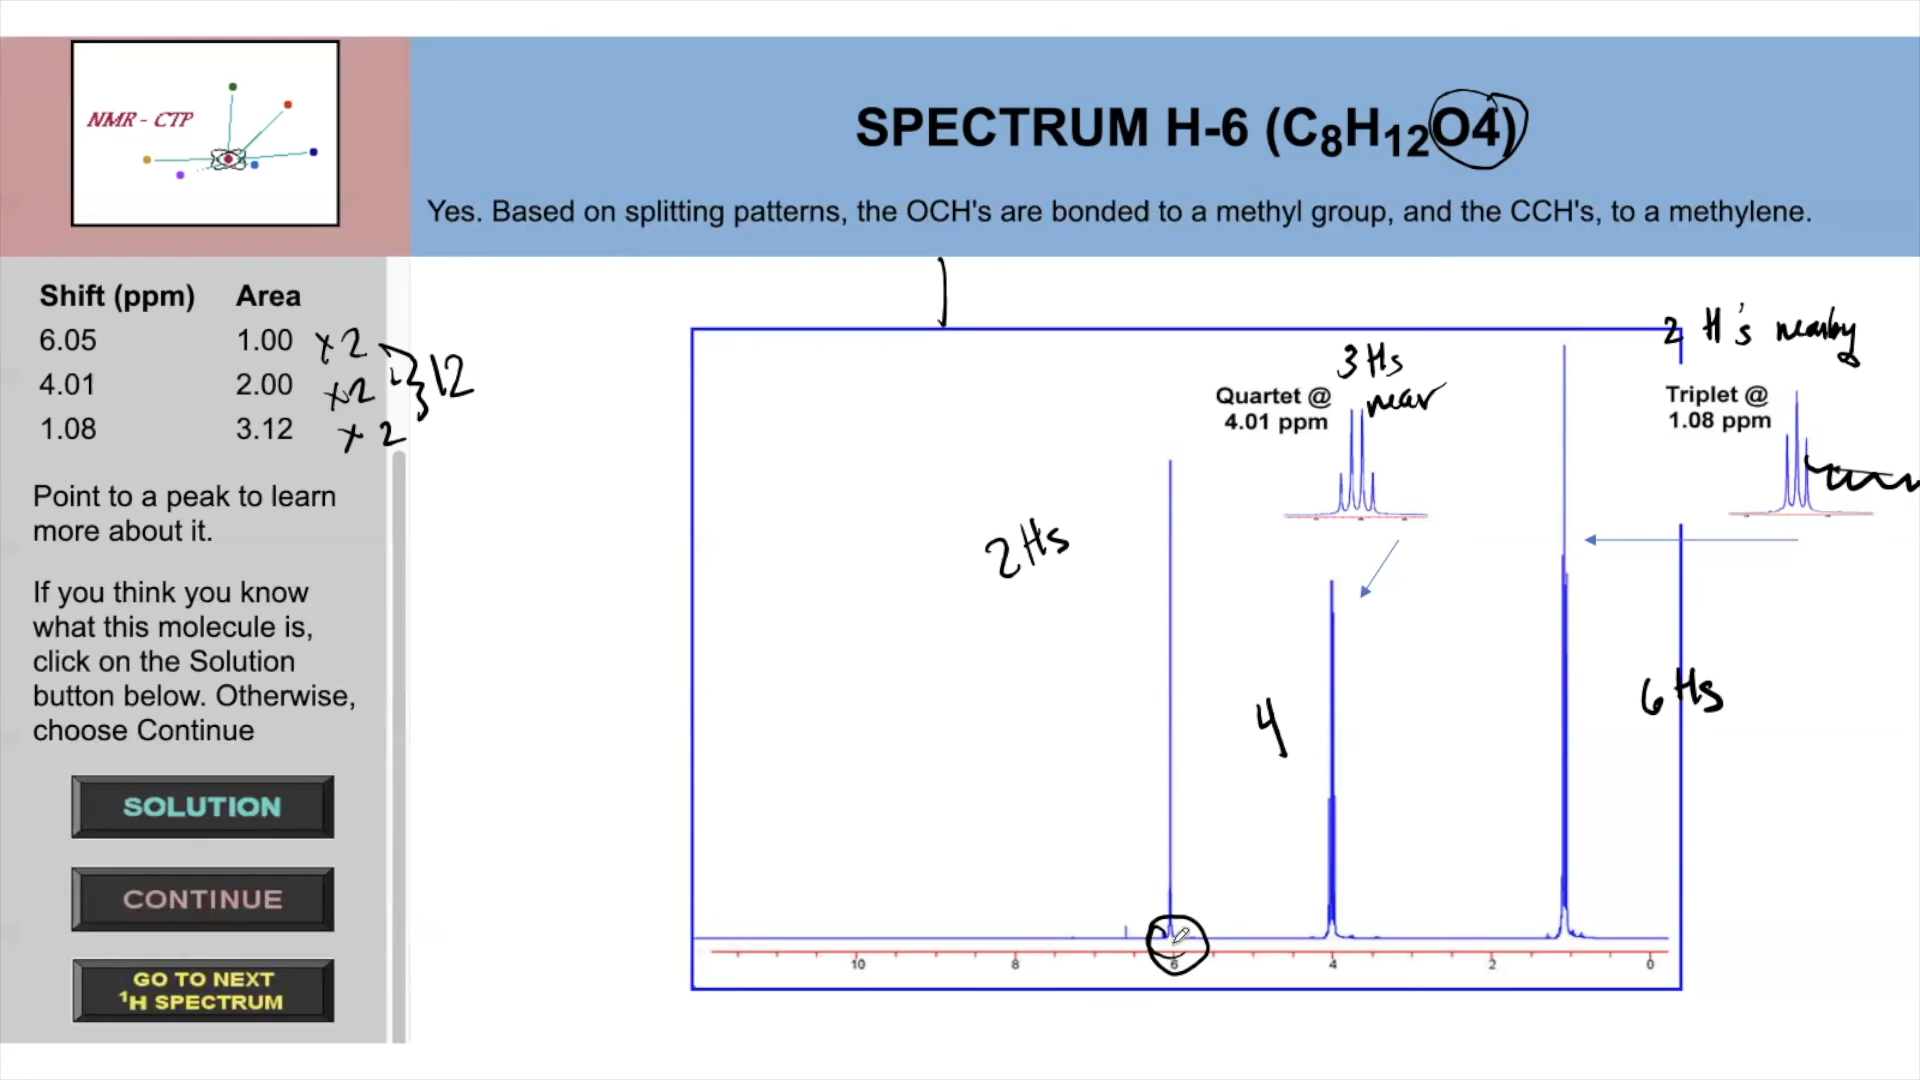 NMR - CTP
SPECTRUM H-6 (C8H12O4)
Yes. Based on splitting patterns, the OCH's are bonded to a methyl group, and the CCH's, to a methylene.
Shift (ppm) Area
6.05 1.00 x2
4.01 2.00 x2
1.08 3.12 x 2
12
Point to a peak to learn
more about it.
If you think you know
what this molecule is,
click on the Solution
button below. Otherwise,
choose Continue
SOLUTION
CONTINUE
GO TO NEXT
1H SPECTRUM
2 H's nearby
3 Hs
near
Quartet @
4.01 ppm
Triplet @
1.08 ppm
2 Hs
4
6 Hs
10 8 6 4 2 0